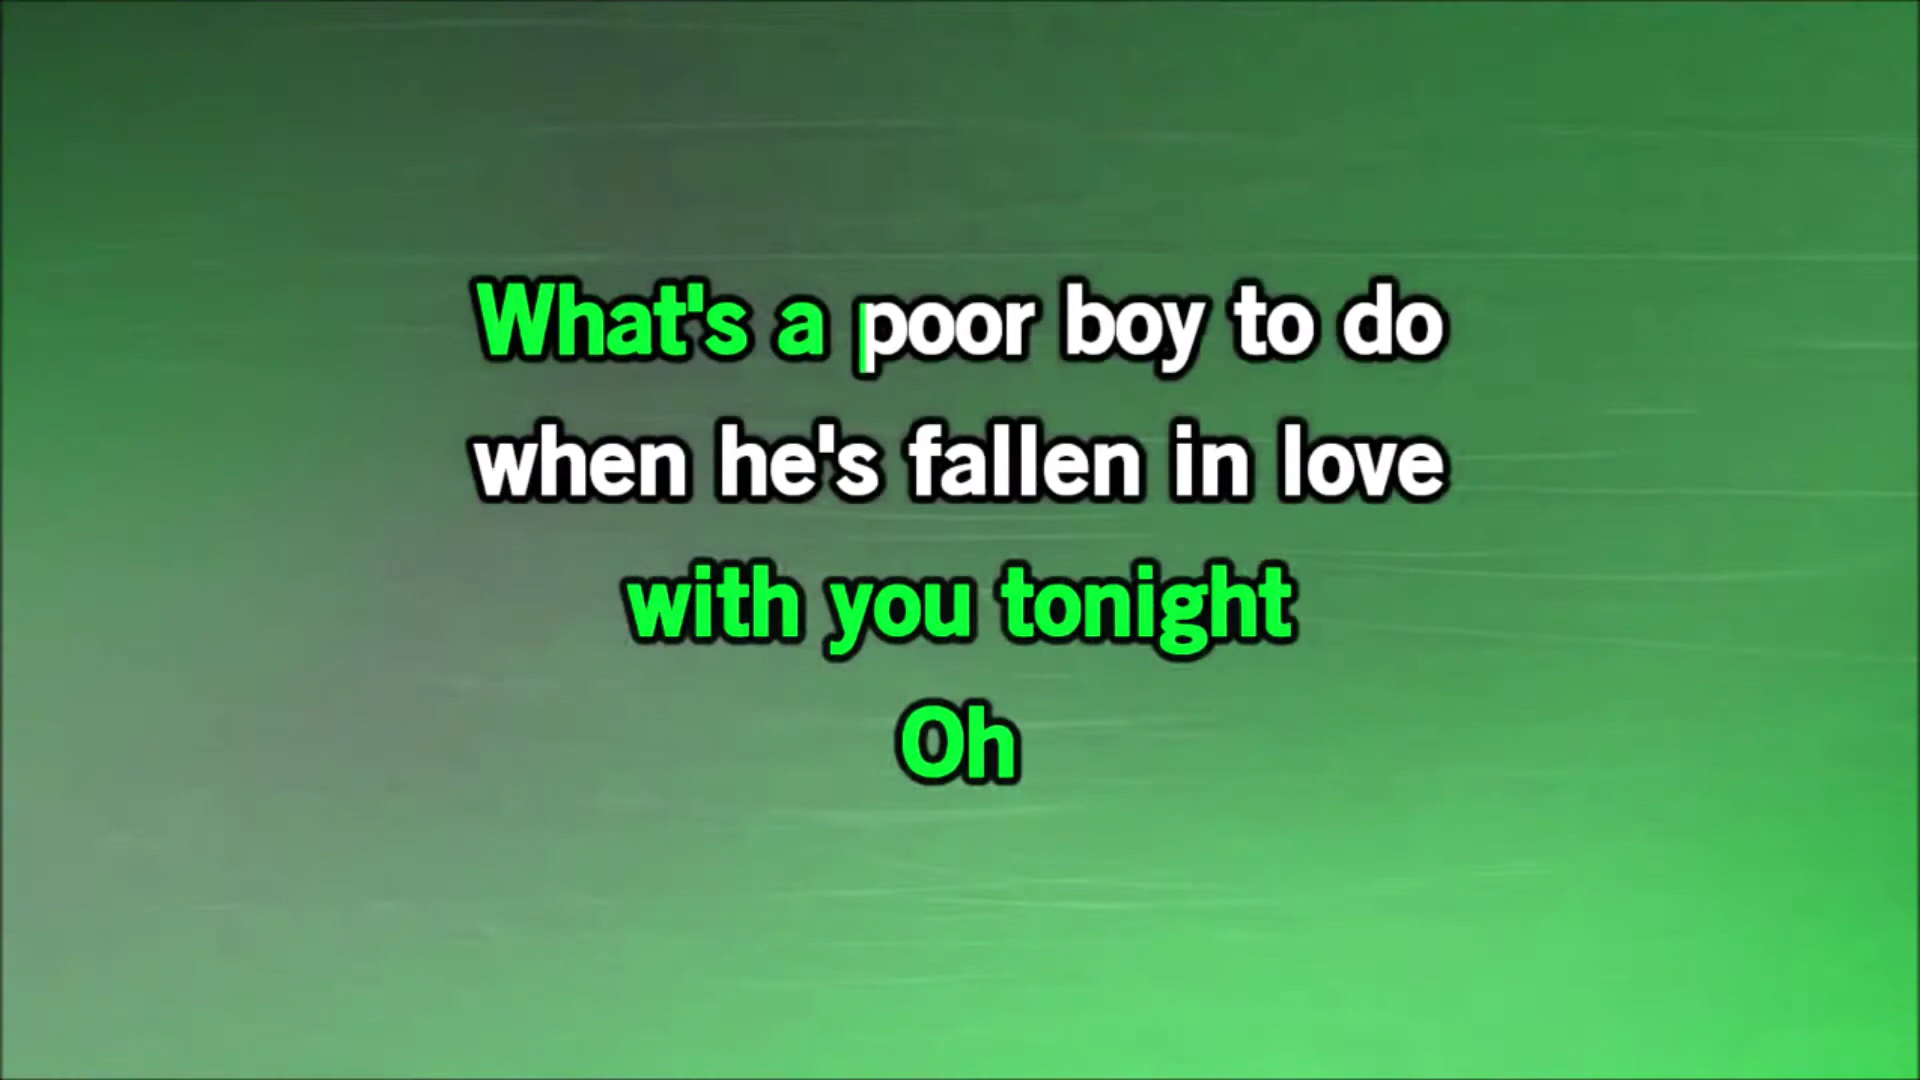 What's a poor boy to do
when he's fallen in love
with you tonight
Oh